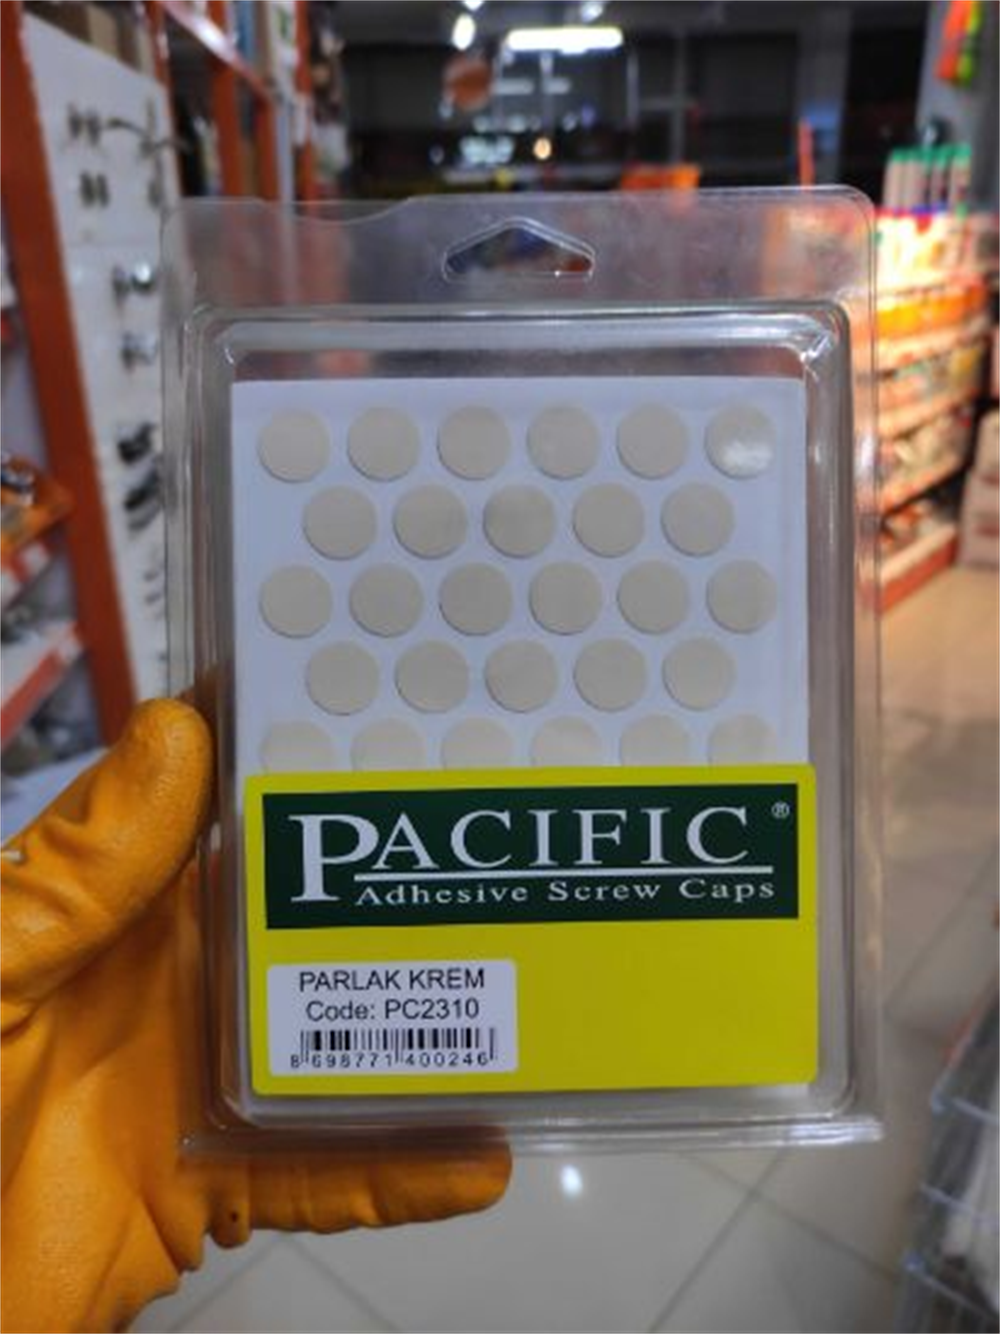 PACIFIC ®
Adhesive Screw Caps
PARLAK KREM
Code: PC2310
8 698771 400246